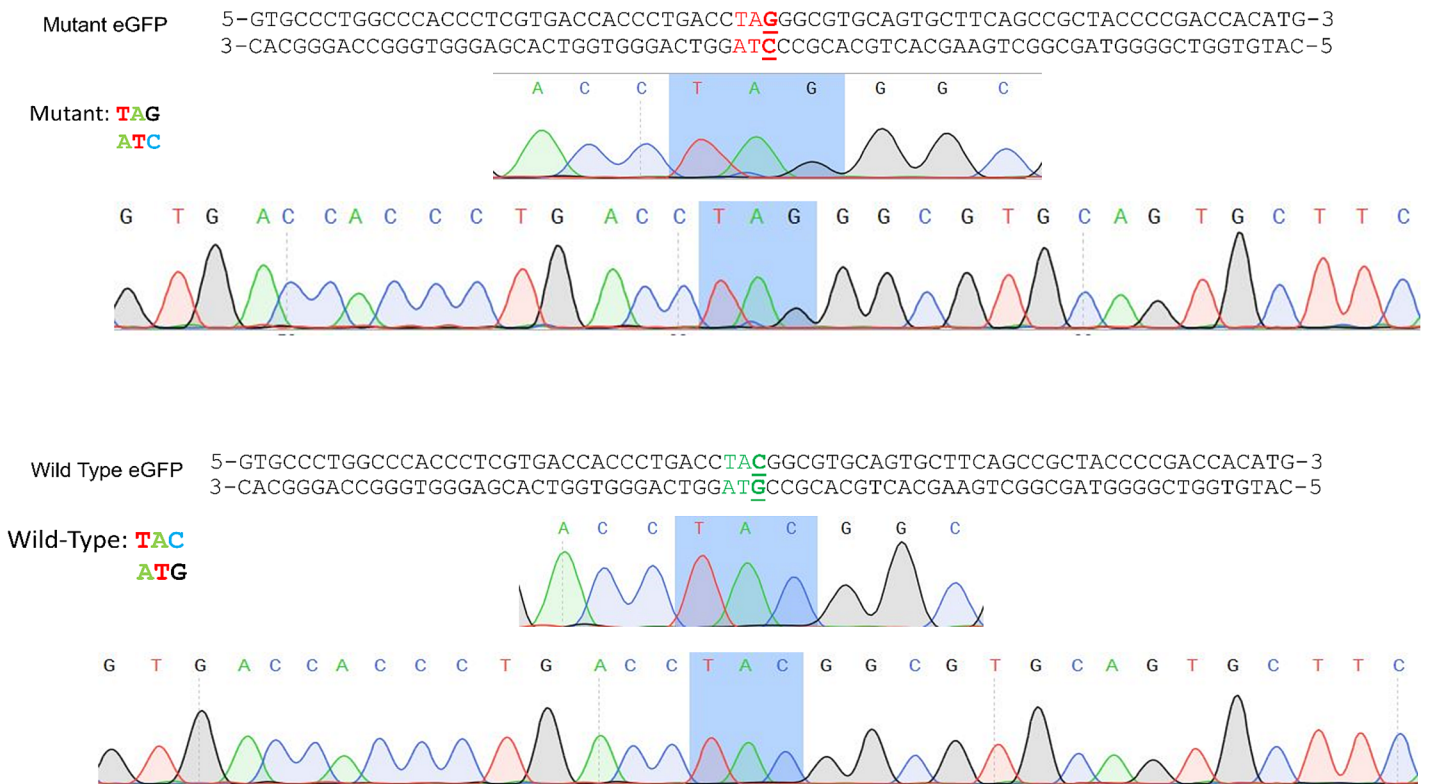 Mutant eGFP
5-GTGCCCTGGCCCACCCTCGTGACCACCCTGACCTAGGGCGTGCAGTGCTTCAGCCGCTACCCCGACCACATG-3
3-CACGGGACCGGGTGGGAGCACTGGTGGGACTGGATCCCGCACGTCACGAAGTCGGCGATGGGGCTGGTGTAC-5
Mutant: TAG
ATC
A C C T A G G G C
G T G A C C A C C C T G A C C T A G G G C G T G C A G T G C T T C
Wild Type eGFP
5-GTGCCCTGGCCCACCCTCGTGACCACCCTGACCTACGGCGTGCAGTGCTTCAGCCGCTACCCCGACCACATG-3
3-CACGGGACCGGGTGGGAGCACTGGTGGGACTGGATGCCGCACGTCACGAAGTCGGCGATGGGGCTGGTGTAC-5
Wild-Type: TAC
ATG
A C C T A C G G C
G T G A C C A C C C T G A C C T A C G G C G T G C A G T G C T T C